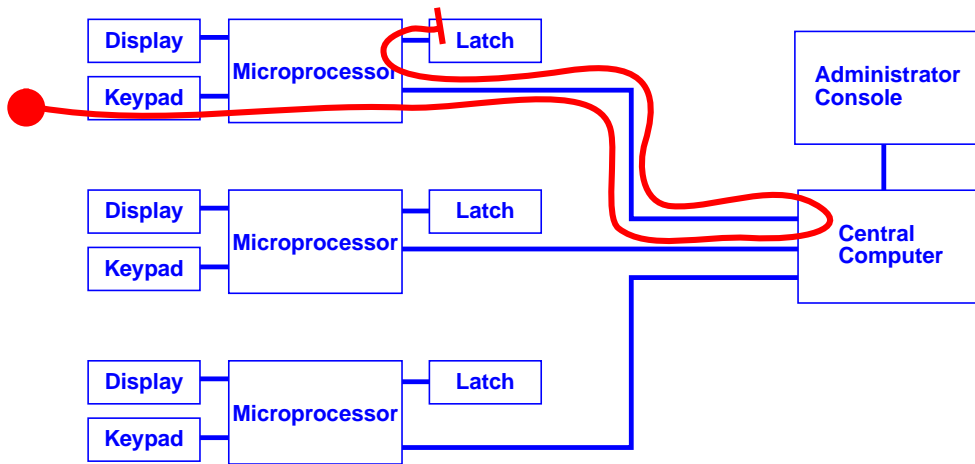 Display
Keypad
Microprocessor
Latch
Administrator
Console
Display
Keypad
Microprocessor
Latch
Central
Computer
Display
Keypad
Microprocessor
Latch